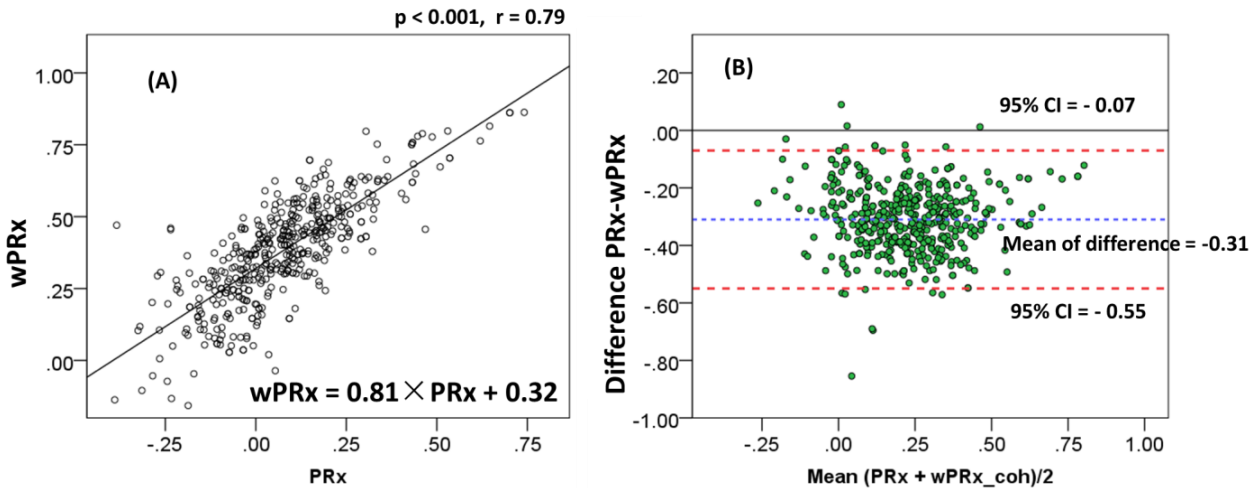 p < 0.001, r = 0.79
(A)
1.00
.75
.50
.25
.00
wPRx
wPRx = 0.81 × PRx + 0.32
-.25 .00 .25 .50 .75
PRx
(B)
.20
.00
-.20
-.40
-.60
-.80
-1.00
Difference PRx-wPRx
95% CI = - 0.07
Mean of difference = -0.31
95% CI = - 0.55
-.25 .00 .25 .50 .75 1.00
Mean (PRx + wPRx_coh)/2